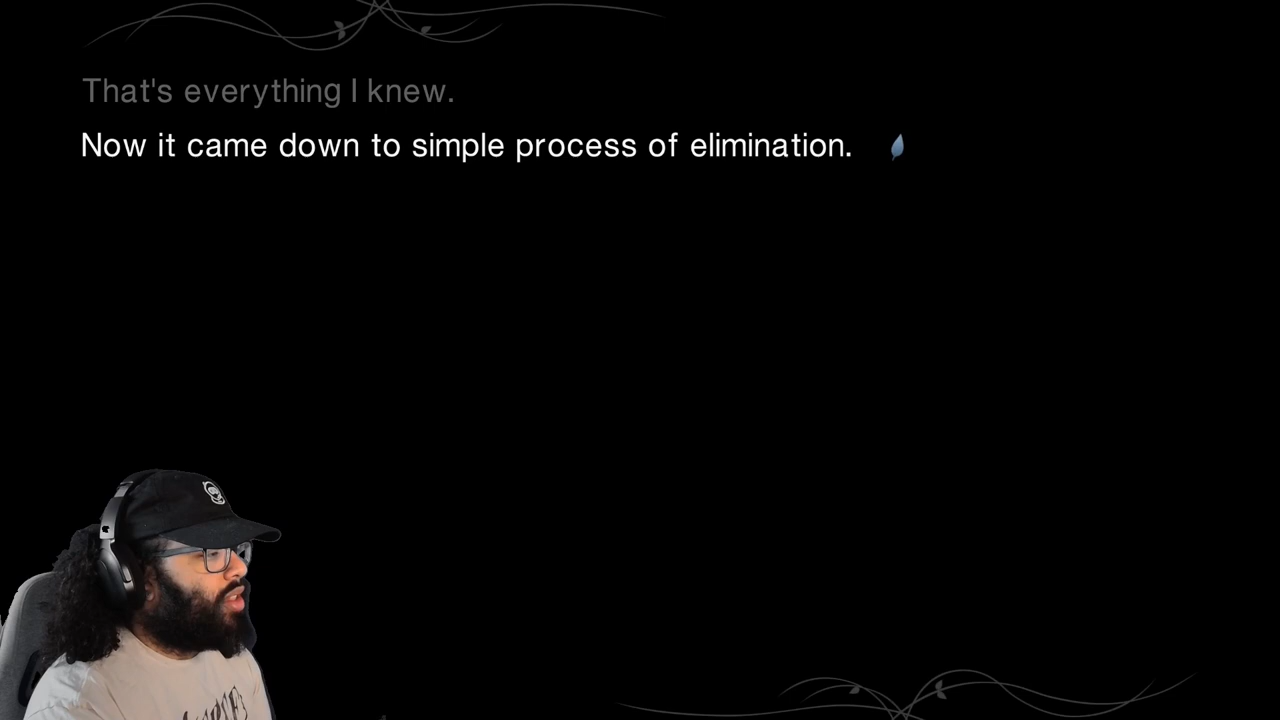 That's everything I knew.
Now it came down to simple process of elimination.